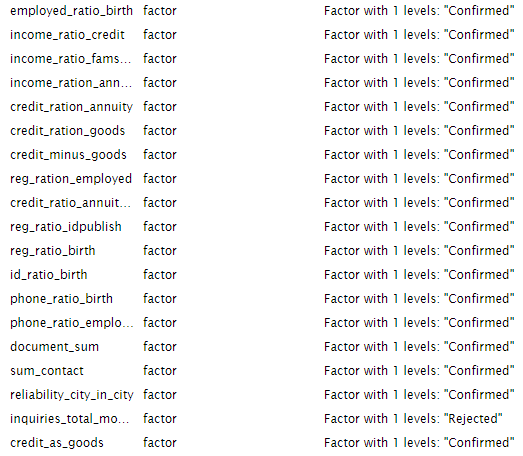 employed_ratio_birth factor Factor with 1 levels: "Confirmed"
income_ratio_credit factor Factor with 1 levels: "Confirmed"
income_ratio_fams... factor Factor with 1 levels: "Confirmed"
income_ration_ann... factor Factor with 1 levels: "Confirmed"
credit_ration_annuity factor Factor with 1 levels: "Confirmed"
credit_ration_goods factor Factor with 1 levels: "Confirmed"
credit_minus_goods factor Factor with 1 levels: "Confirmed"
reg_ration_employed factor Factor with 1 levels: "Confirmed"
credit_ratio_annuit... factor Factor with 1 levels: "Confirmed"
reg_ratio_idpublish factor Factor with 1 levels: "Confirmed"
reg_ratio_birth factor Factor with 1 levels: "Confirmed"
id_ratio_birth factor Factor with 1 levels: "Confirmed"
phone_ratio_birth factor Factor with 1 levels: "Confirmed"
phone_ratio_emplo... factor Factor with 1 levels: "Confirmed"
document_sum factor Factor with 1 levels: "Confirmed"
sum_contact factor Factor with 1 levels: "Confirmed"
reliability_city_in_city factor Factor with 1 levels: "Confirmed"
inquiries_total_mo... factor Factor with 1 levels: "Rejected"
credit_as_goods factor Factor with 1 levels: "Confirmed"